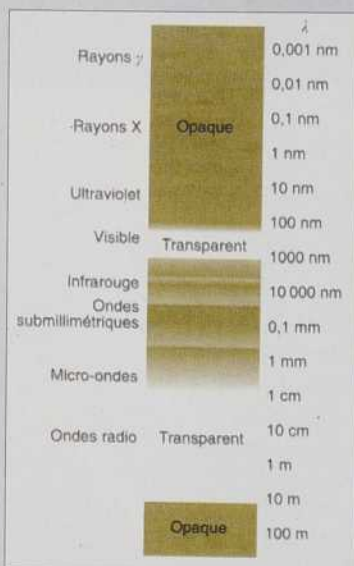 λ
Rayons γ
0,001 nm
0,01 nm
-Rayons X
Opaque
0,1 nm
1 nm
Ultraviolet
10 nm
100 nm
Visible
Transparent
1000 nm
Infrarouge
10 000 nm
Ondes
submillimétriques
0,1 mm
1 mm
Micro-ondes
1 cm
Ondes radio
Transparent
10 cm
1 m
10 m
Opaque
100 m